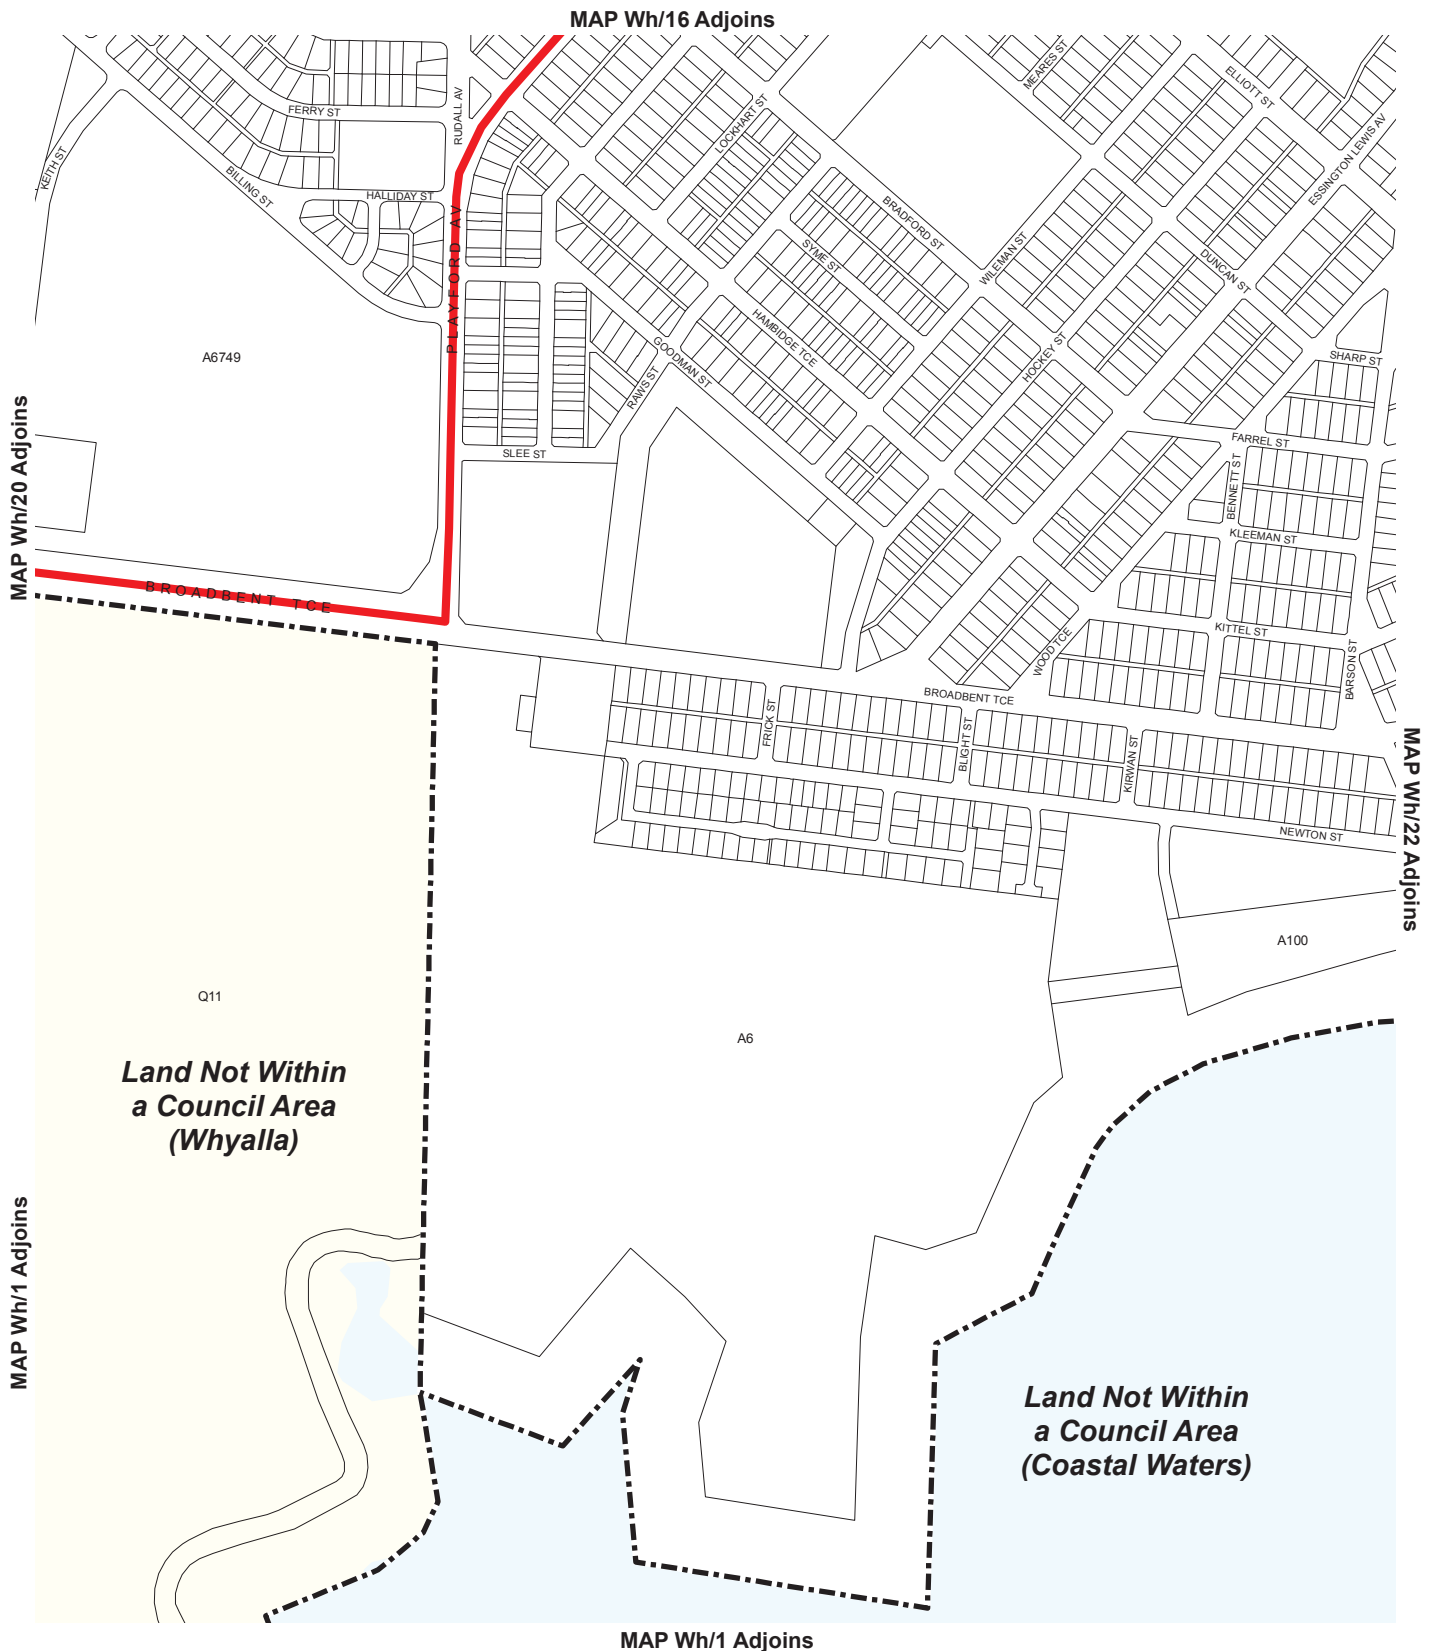 MAP Wh/16 Adjoins
MEARES ST
ELLIOTT ST
RUDALL AV
FERRY ST
LOCKHART ST
ESSINGTON LEWIS AV
KEITH ST
BILLING ST
HALLIDAY ST
BRADFORD ST
PLAYFORD AV
SYME ST
WILEMAN ST
DUNCAN ST
HAMBIDGE TCE
A6749
GOODMAN ST
HOCKEY ST
SHARP ST
RAWS ST
FARREL ST
SLEE ST
BENNETT ST
MAP Wh/20 Adjoins
KLEEMAN ST
BROADBENT TCE
KITTEL ST
WOOD TCE
BARSON ST
BROADBENT TCE
FRICK ST
BLIGHT ST
KIRWAN ST
NEWTON ST
MAP Wh/22 Adjoins
A100
Q11
A6
Land Not Within
a Council Area
(Whyalla)
MAP Wh/1 Adjoins
Land Not Within
a Council Area
(Coastal Waters)
MAP Wh/1 Adjoins